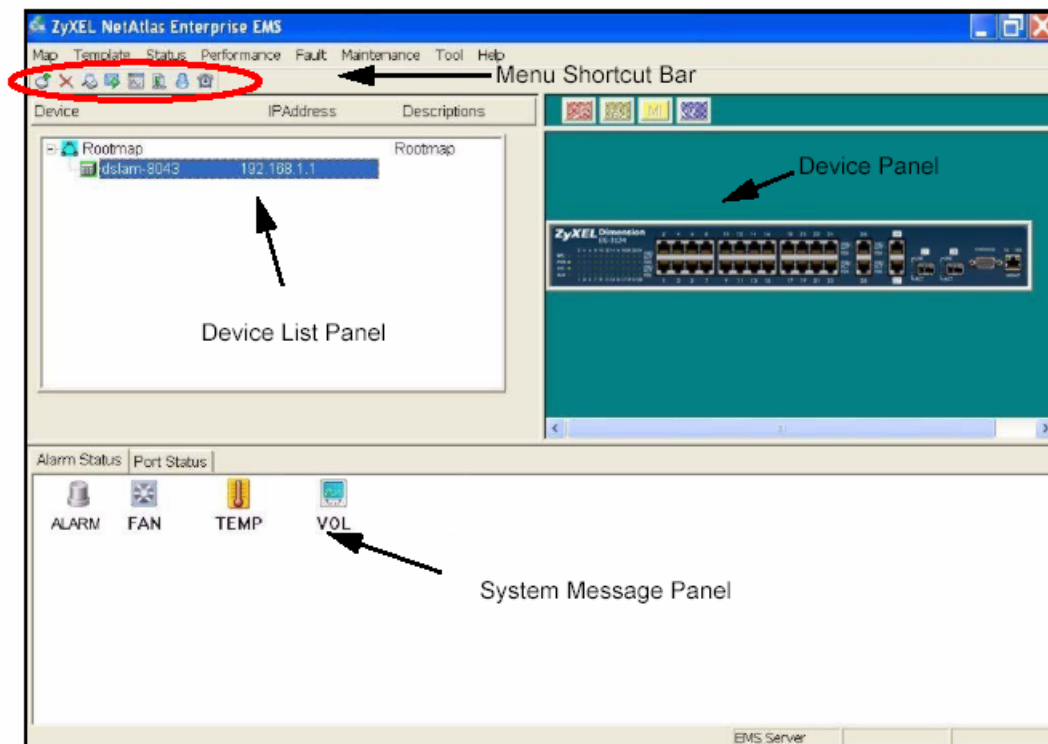 ZyXEL NetAtlas Enterprise EMS
Map Template Status Performance Fault Maintenance Tool Help
Menu Shortcut Bar
Device IPAddress Descriptions
Rootmap Rootmap
dslam-8043 192.168.1.1
Device Panel
ZyXEL Dimension
Device List Panel
Alarm Status Port Status
ALARM FAN TEMP VOL
System Message Panel
EMS Server